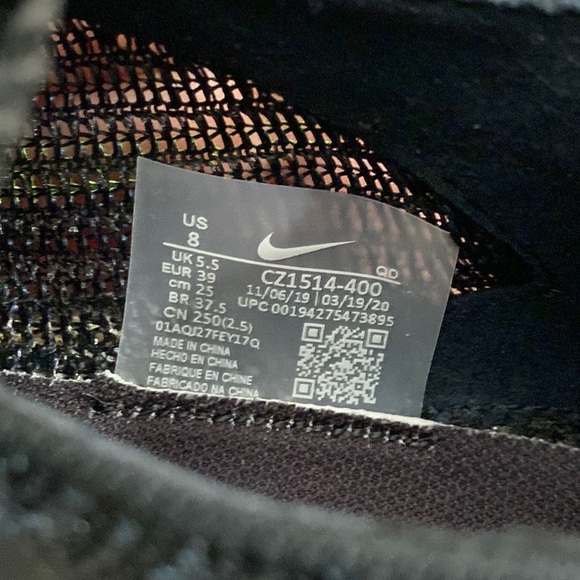 US
8
UK 5.5
EUR 39
cm 25
BR 37.5
CN 250(2.5)
01AQJ27FEY17Q
MADE IN CHINA
HECHO EN CHINA
FABRIQUE EN CHINE
FABRICADO NA CHINA
QD
CZ1514-400
11/06/19 | 03/19/20
UPC 00194275473895